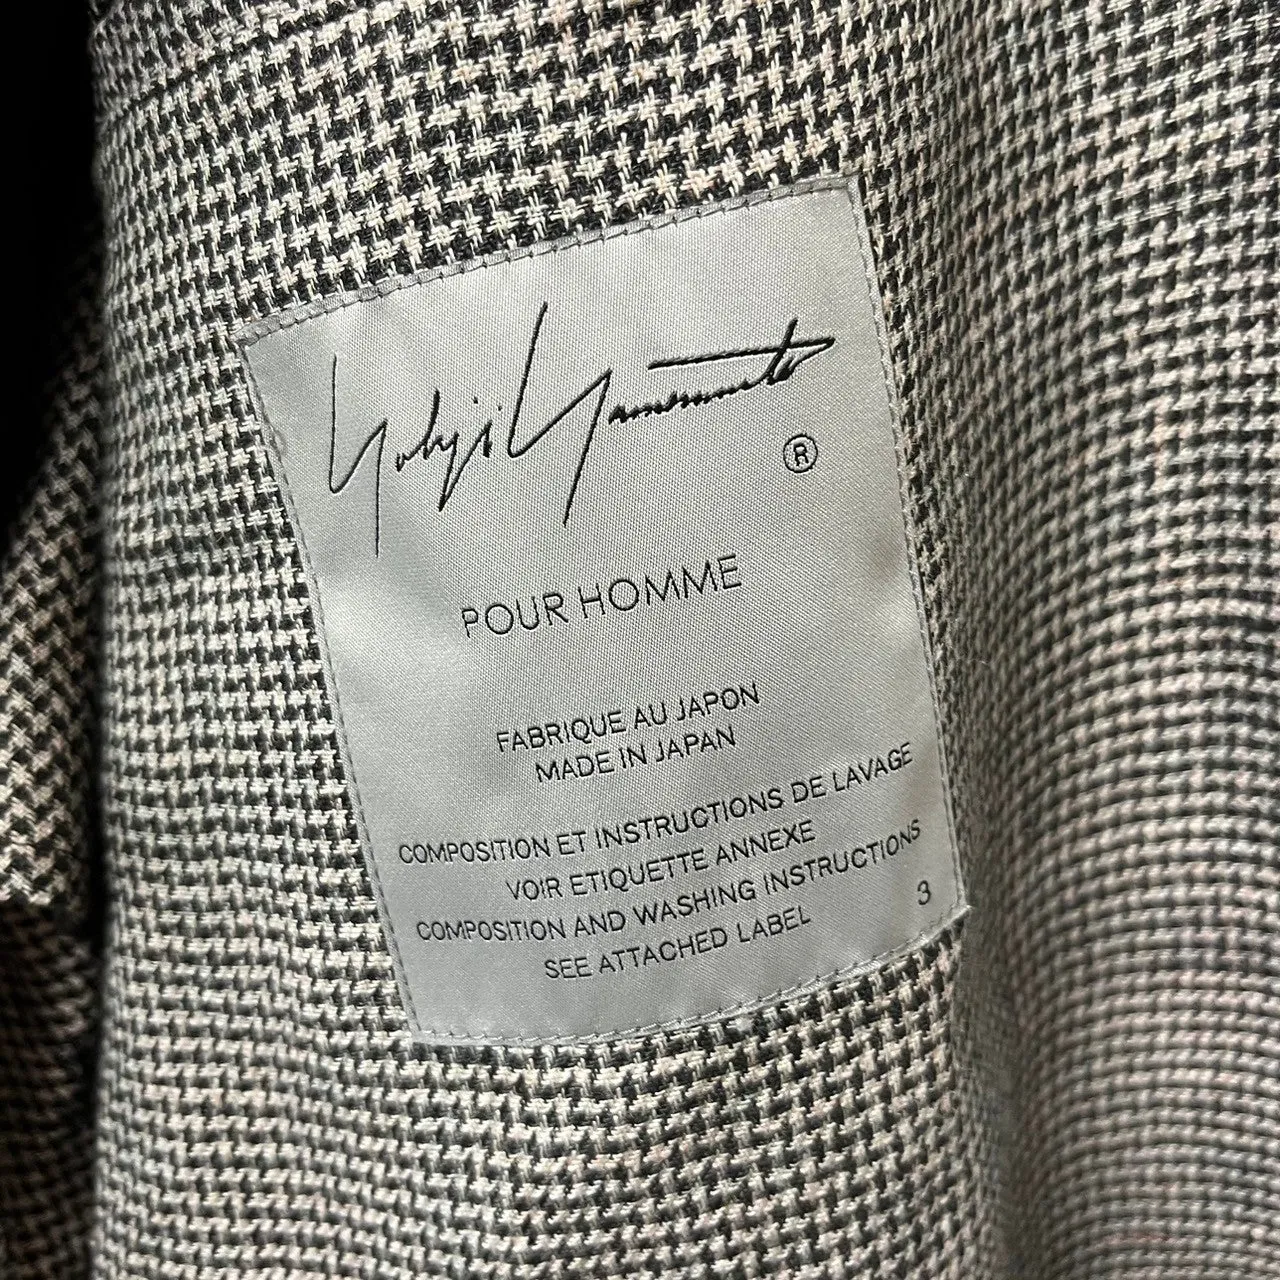 Yohji Yamamoto
®
POUR HOMME
FABRIQUE AU JAPON
MADE IN JAPAN
COMPOSITION ET INSTRUCTIONS DE LAVAGE
VOIR ETIQUETTE ANNEXE
COMPOSITION AND WASHING INSTRUCTIONS
SEE ATTACHED LABEL
3